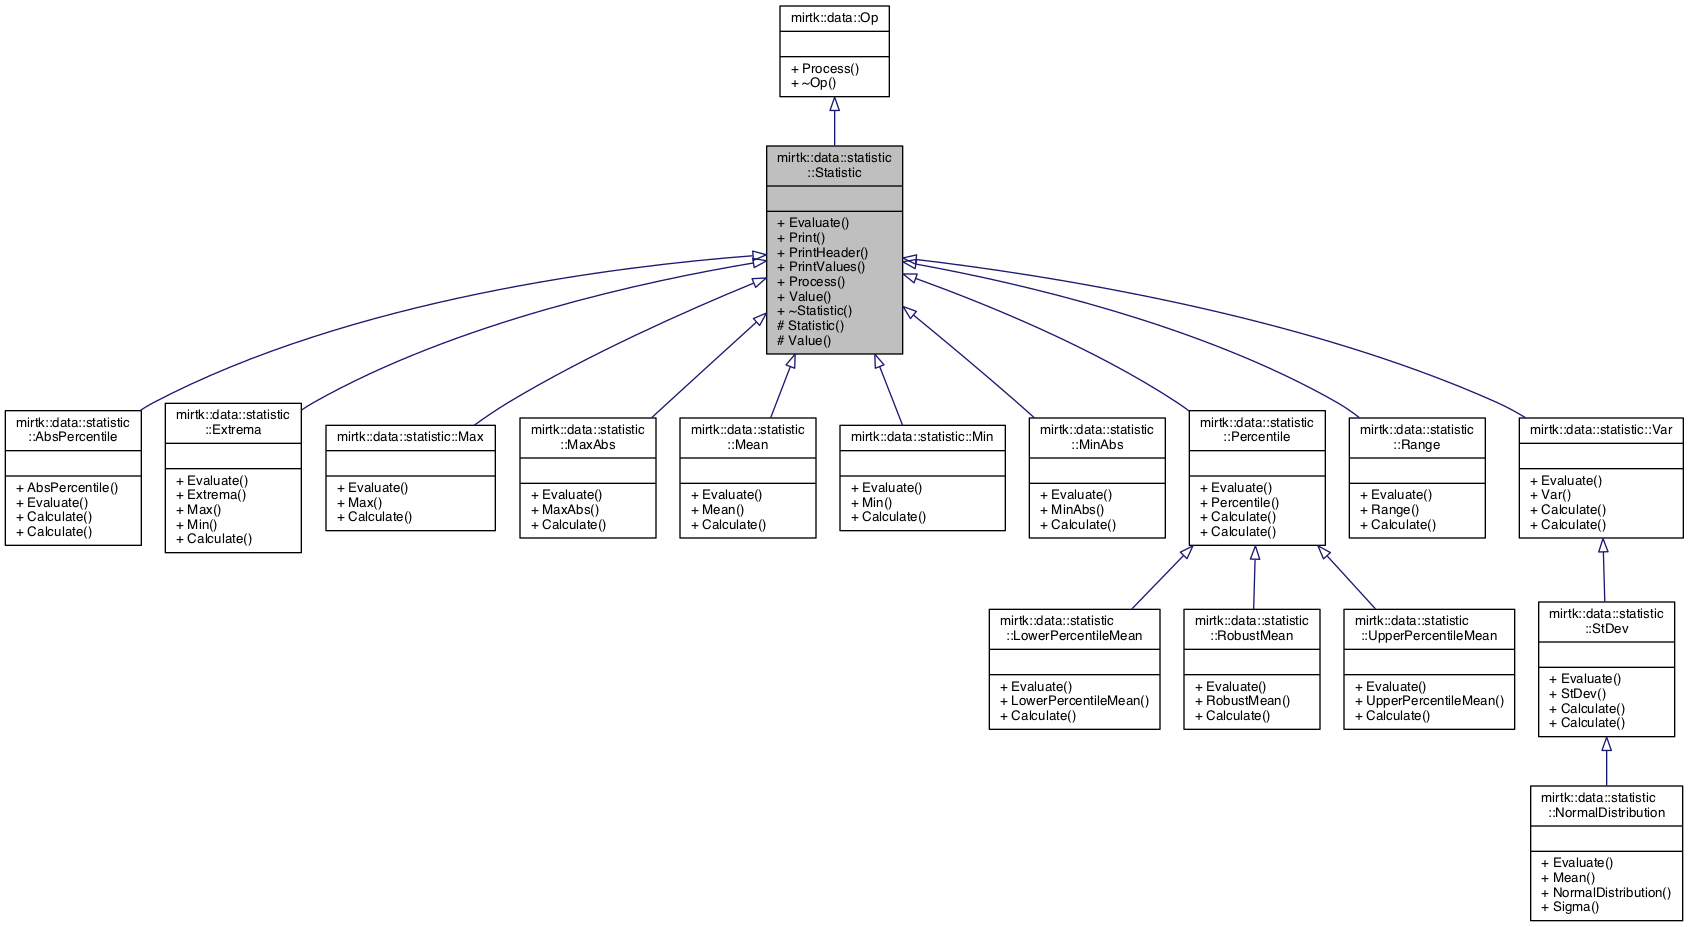 mirtk::data::Op
+ Process()
+ ~Op()
mirtk::data::statistic
::Statistic
+ Evaluate()
+ Print()
+ PrintHeader()
+ PrintValues()
+ Process()
+ Value()
+ ~Statistic()
# Statistic()
# Value()
mirtk::data::statistic
::AbsPercentile
+ AbsPercentile()
+ Evaluate()
+ Calculate()
+ Calculate()
mirtk::data::statistic
::Extrema
+ Evaluate()
+ Extrema()
+ Max()
+ Min()
+ Calculate()
mirtk::data::statistic::Max
+ Evaluate()
+ Max()
+ Calculate()
mirtk::data::statistic
::MaxAbs
+ Evaluate()
+ MaxAbs()
+ Calculate()
mirtk::data::statistic
::Mean
+ Evaluate()
+ Mean()
+ Calculate()
mirtk::data::statistic::Min
+ Evaluate()
+ Min()
+ Calculate()
mirtk::data::statistic
::MinAbs
+ Evaluate()
+ MinAbs()
+ Calculate()
mirtk::data::statistic
::Percentile
+ Evaluate()
+ Percentile()
+ Calculate()
+ Calculate()
mirtk::data::statistic
::Range
+ Evaluate()
+ Range()
+ Calculate()
mirtk::data::statistic::Var
+ Evaluate()
+ Var()
+ Calculate()
+ Calculate()
mirtk::data::statistic
::LowerPercentileMean
+ Evaluate()
+ LowerPercentileMean()
+ Calculate()
mirtk::data::statistic
::RobustMean
+ Evaluate()
+ RobustMean()
+ Calculate()
mirtk::data::statistic
::UpperPercentileMean
+ Evaluate()
+ UpperPercentileMean()
+ Calculate()
mirtk::data::statistic
::StDev
+ Evaluate()
+ StDev()
+ Calculate()
+ Calculate()
mirtk::data::statistic
::NormalDistribution
+ Evaluate()
+ Mean()
+ NormalDistribution()
+ Sigma()